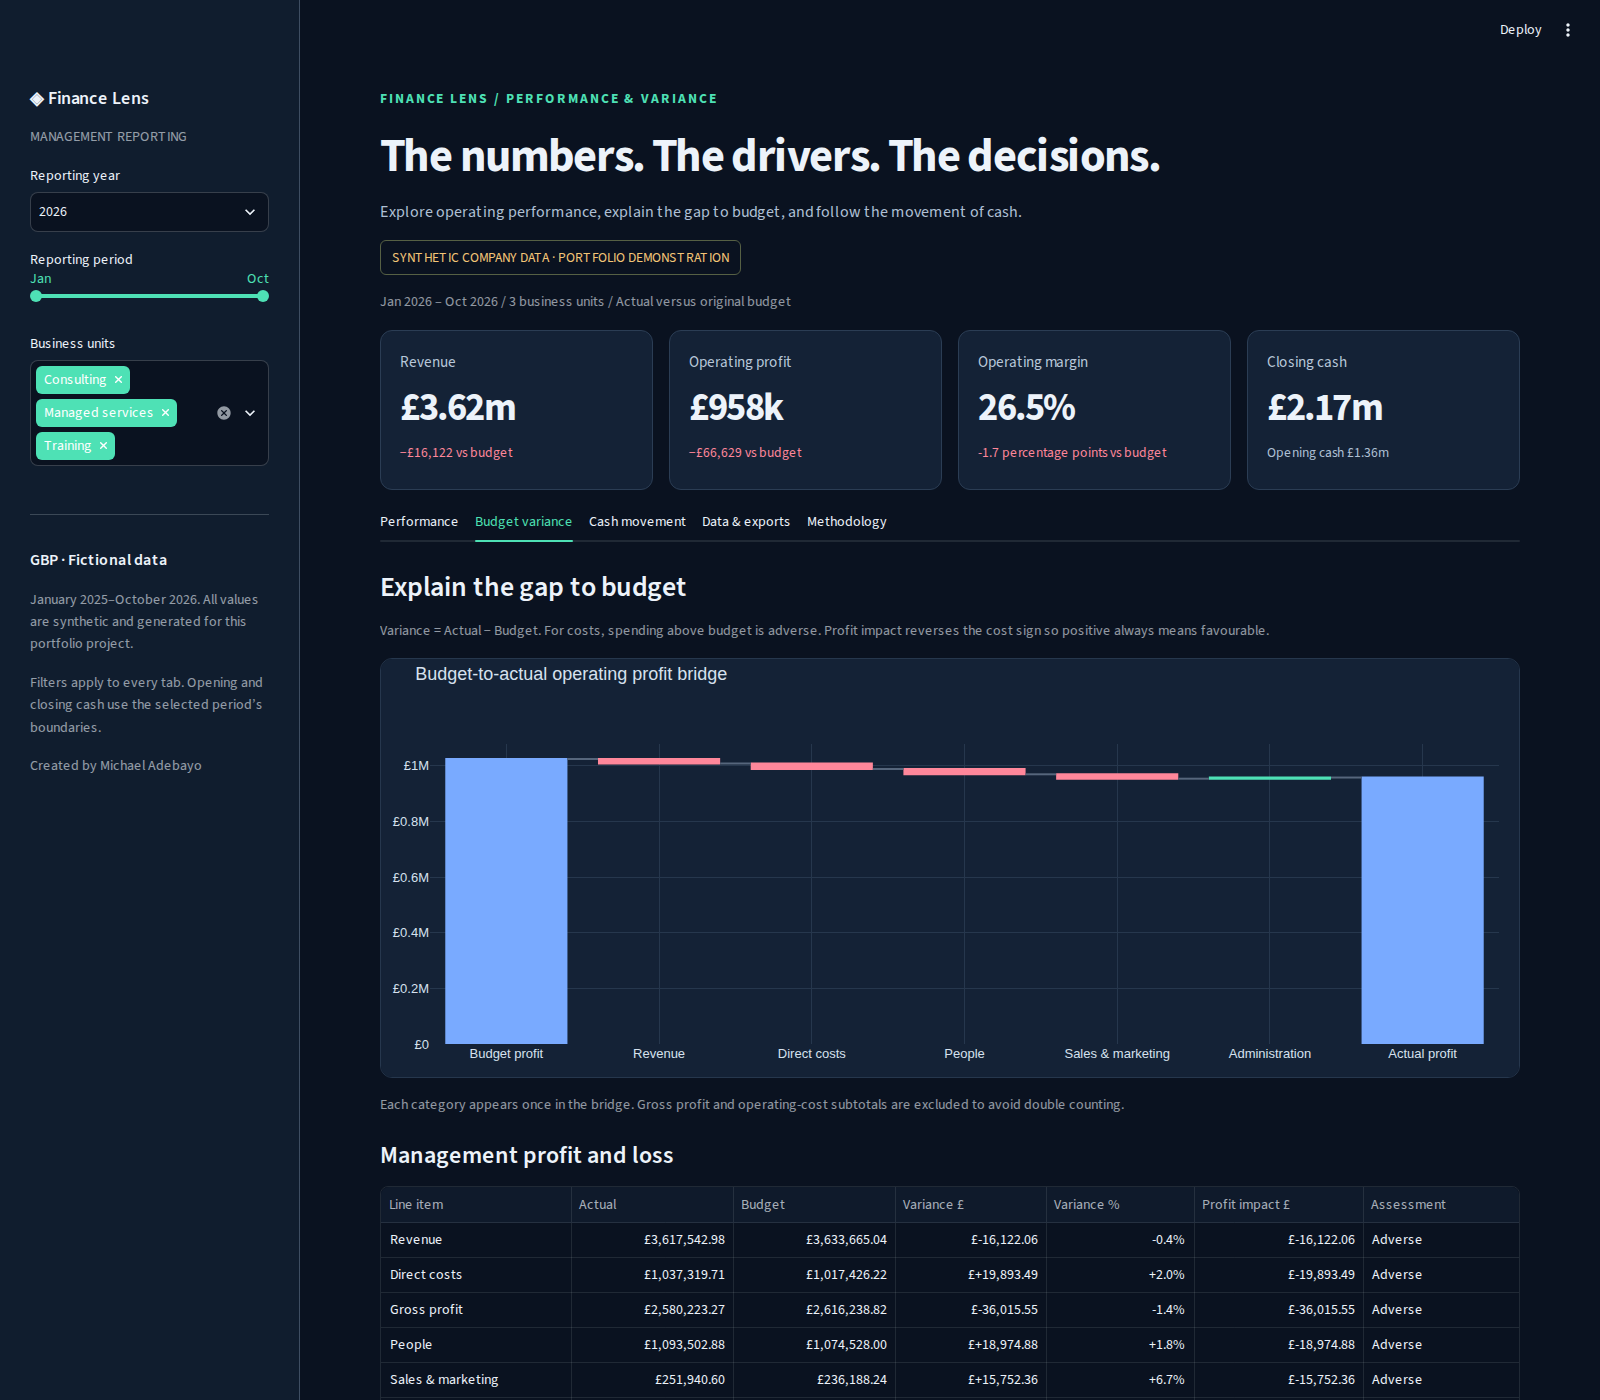 Deploy
◈ Finance Lens
MANAGEMENT REPORTING
Reporting year
2026
Reporting period
Jan Oct
Business units
Consulting ×
Managed services ×
Training ×
GBP · Fictional data
January 2025–October 2026. All values
are synthetic and generated for this
portfolio project.
Filters apply to every tab. Opening and
closing cash use the selected period's
boundaries.
Created by Michael Adebayo
FINANCE LENS / PERFORMANCE & VARIANCE
The numbers. The drivers. The decisions.
Explore operating performance, explain the gap to budget, and follow the movement of cash.
SYNTHETIC COMPANY DATA · PORTFOLIO DEMONSTRATION
Jan 2026 – Oct 2026 / 3 business units / Actual versus original budget
Revenue
£3.62m
−£16,122 vs budget
Operating profit
£958k
−£66,629 vs budget
Operating margin
26.5%
-1.7 percentage points vs budget
Closing cash
£2.17m
Opening cash £1.36m
Performance Budget variance Cash movement Data & exports Methodology
Explain the gap to budget
Variance = Actual − Budget. For costs, spending above budget is adverse. Profit impact reverses the cost sign so positive always means favourable.
Budget-to-actual operating profit bridge
£1M
£0.8M
£0.6M
£0.4M
£0.2M
£0
Budget profit Revenue Direct costs People Sales & marketing Administration Actual profit
Each category appears once in the bridge. Gross profit and operating-cost subtotals are excluded to avoid double counting.
Management profit and loss
Line item Actual Budget Variance £ Variance % Profit impact £ Assessment
Revenue £3,617,542.98 £3,633,665.04 £-16,122.06 -0.4% £-16,122.06 Adverse
Direct costs £1,037,319.71 £1,017,426.22 £+19,893.49 +2.0% £-19,893.49 Adverse
Gross profit £2,580,223.27 £2,616,238.82 £-36,015.55 -1.4% £-36,015.55 Adverse
People £1,093,502.88 £1,074,528.00 £+18,974.88 +1.8% £-18,974.88 Adverse
Sales & marketing £251,940.60 £236,188.24 £+15,752.36 +6.7% £-15,752.36 Adverse